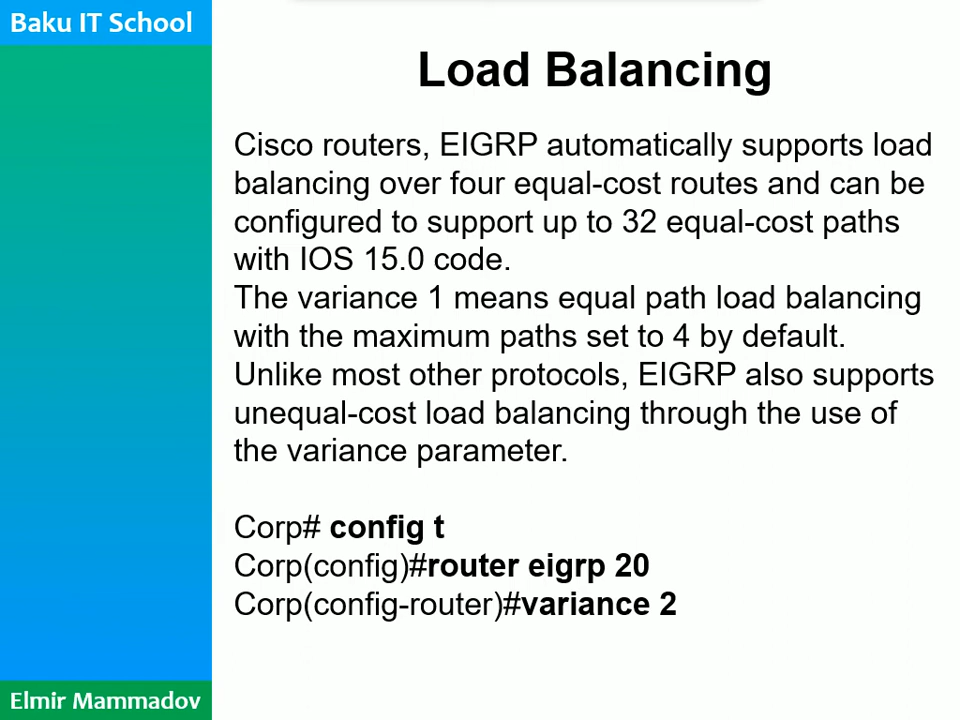 Baku IT School
Load Balancing
Cisco routers, EIGRP automatically supports load
balancing over four equal-cost routes and can be
configured to support up to 32 equal-cost paths
with IOS 15.0 code.
The variance 1 means equal path load balancing
with the maximum paths set to 4 by default.
Unlike most other protocols, EIGRP also supports
unequal-cost load balancing through the use of
the variance parameter.
Corp# config t
Corp(config)#router eigrp 20
Corp(config-router)#variance 2
Elmir Mammadov